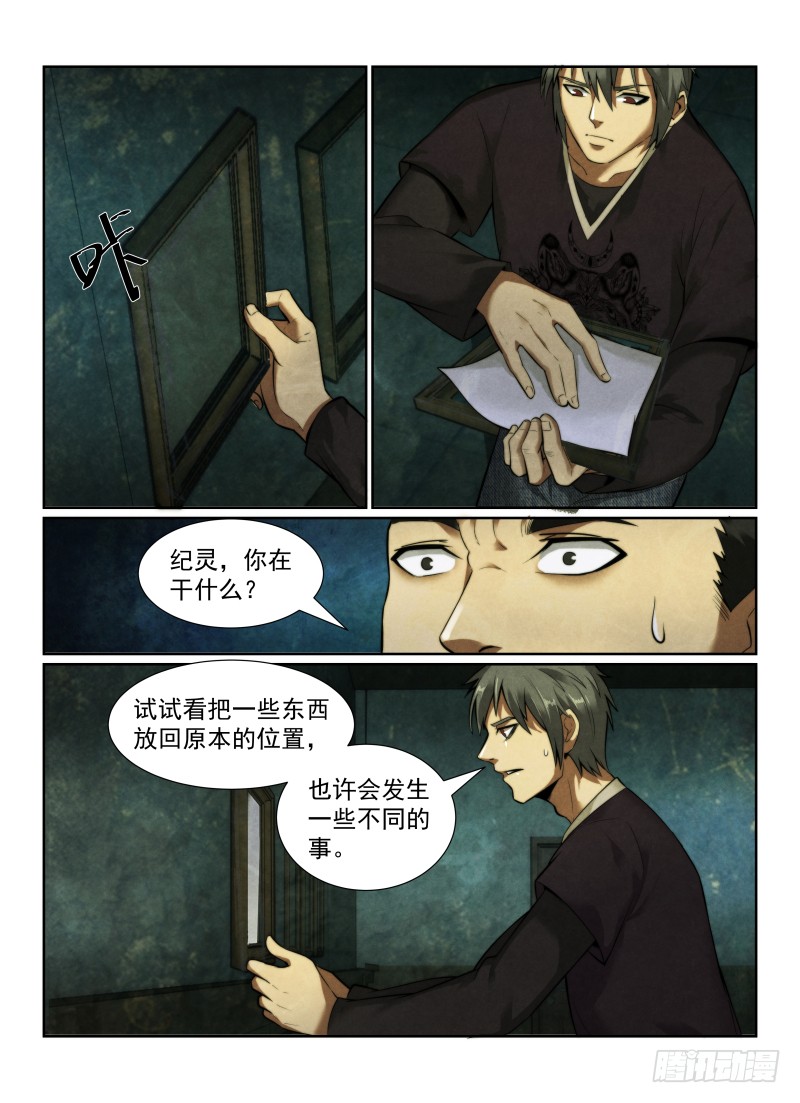 咔
纪灵，你在
干什么？
试试看把一些东西
放回原本的位置，
也许会发生
一些不同的
事。
腾讯动漫